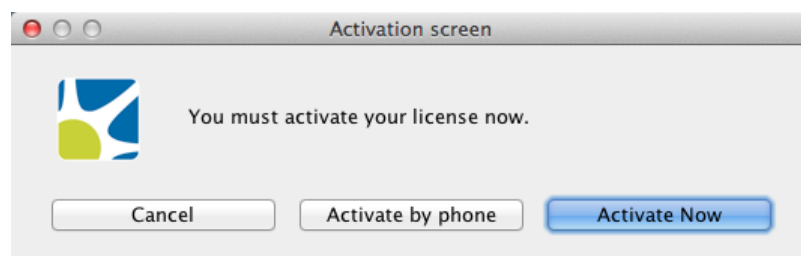 Activation screen
You must activate your license now.
Cancel
Activate by phone
Activate Now